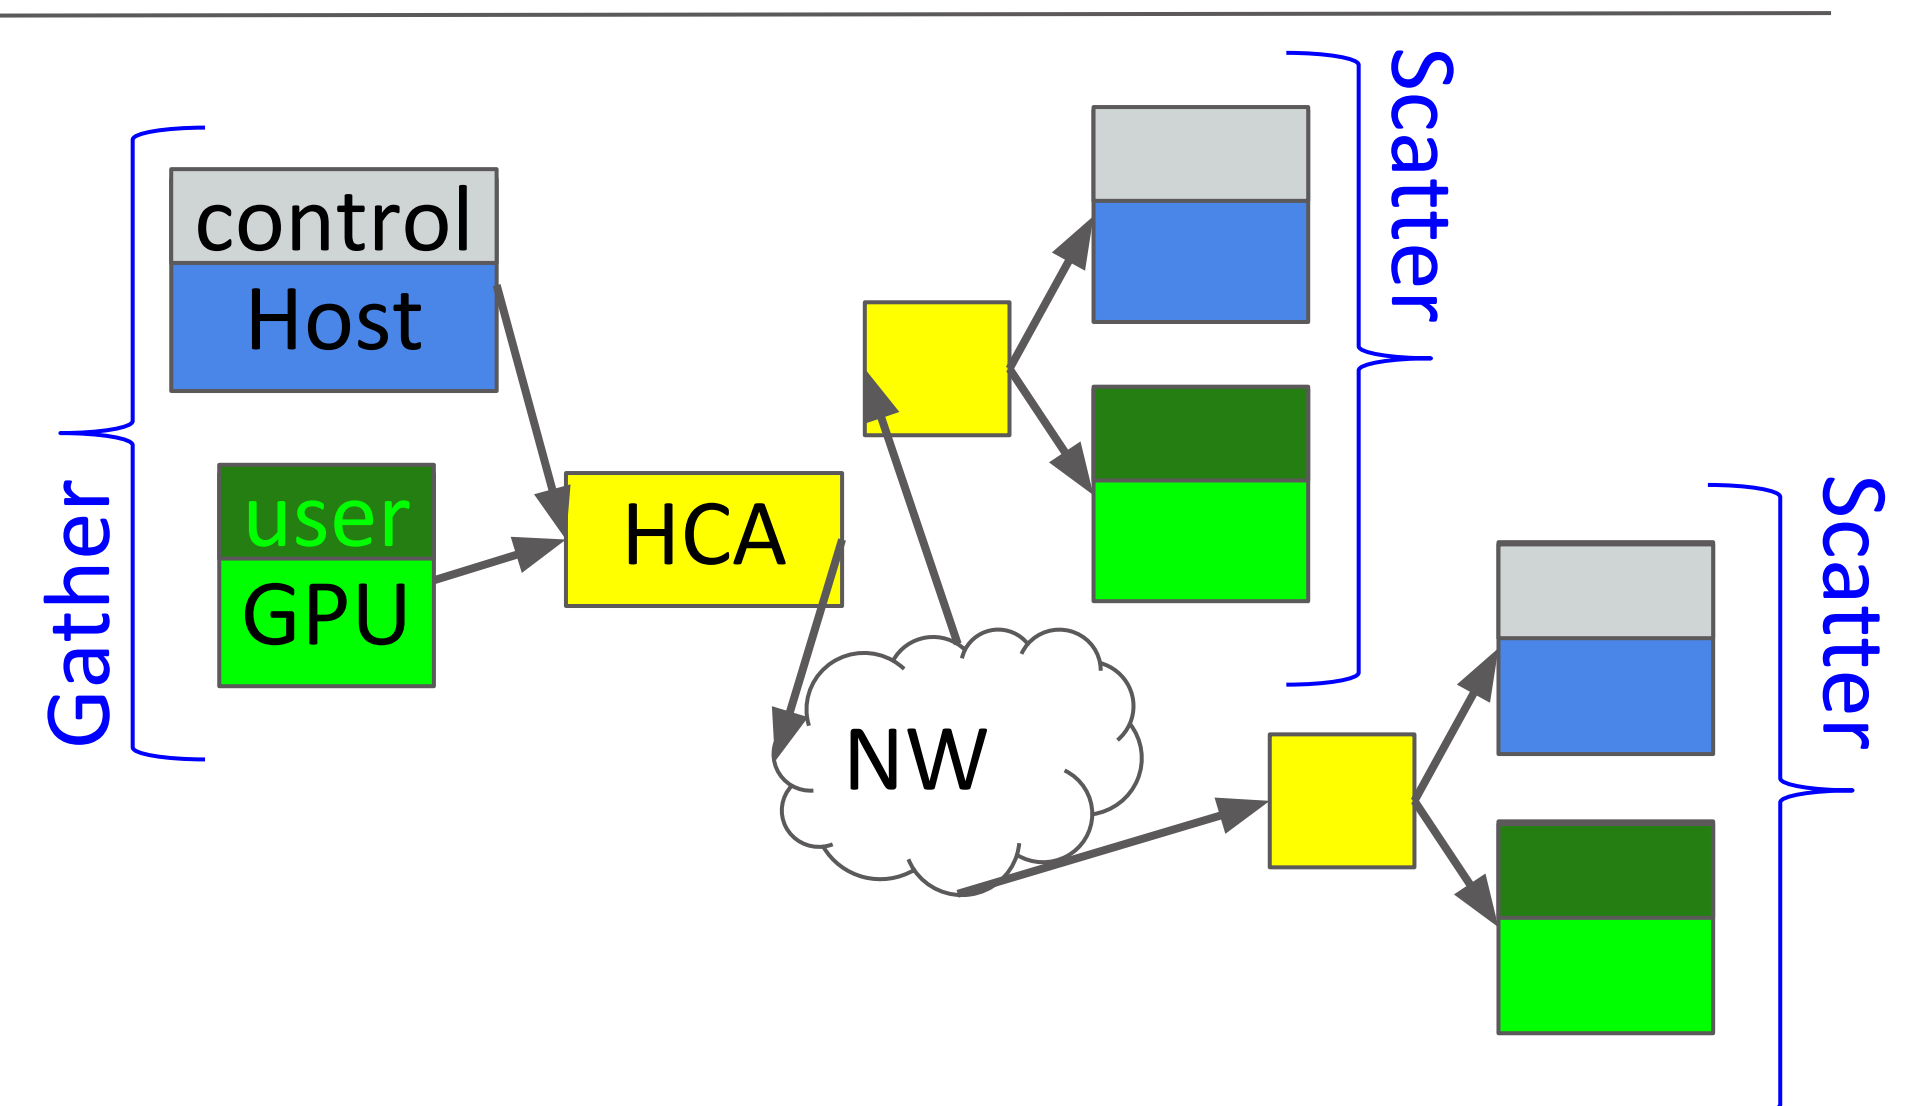 Gather
control
Host
user
GPU
HCA
NW
Scatter
Scatter